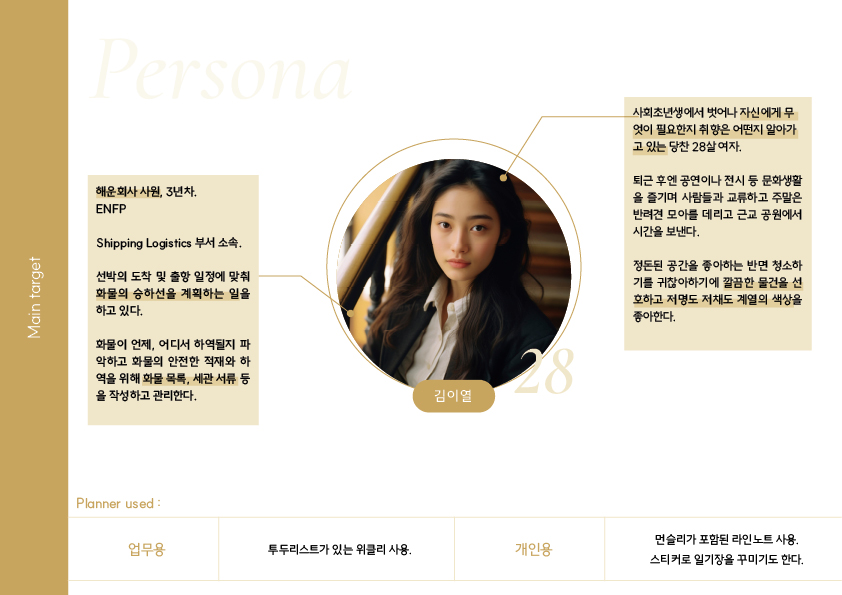 Persona
Main target
해운회사 사원, 3년차.
ENFP
Shipping Logistics 부서 소속.
선박의 도착 및 출항 일정에 맞춰
화물의 승하선을 계획하는 일을
하고 있다.
화물이 언제, 어디서 하역될지 파
악하고 화물의 안전한 적재와 하
역을 위해 화물 목록, 세관 서류 등
을 작성하고 관리한다.
28
김이열
사회초년생에서 벗어나 자신에게 무
엇이 필요한지 취향은 어떤지 알아가
고 있는 당찬 28살 여자.
퇴근 후엔 공연이나 전시 등 문화생활
을 즐기며 사람들과 교류하고 주말은
반려견 모아를 데리고 근교 공원에서
시간을 보낸다.
정돈된 공간을 좋아하는 반면 청소하
기를 귀찮아하기에 깔끔한 물건을 선
호하고 저명도 저채도 계열의 색상을
좋아한다.
Planner used :
업무용
투두리스트가 있는 위클리 사용.
개인용
먼슬리가 포함된 라인노트 사용.
스티커로 일기장을 꾸미기도 한다.